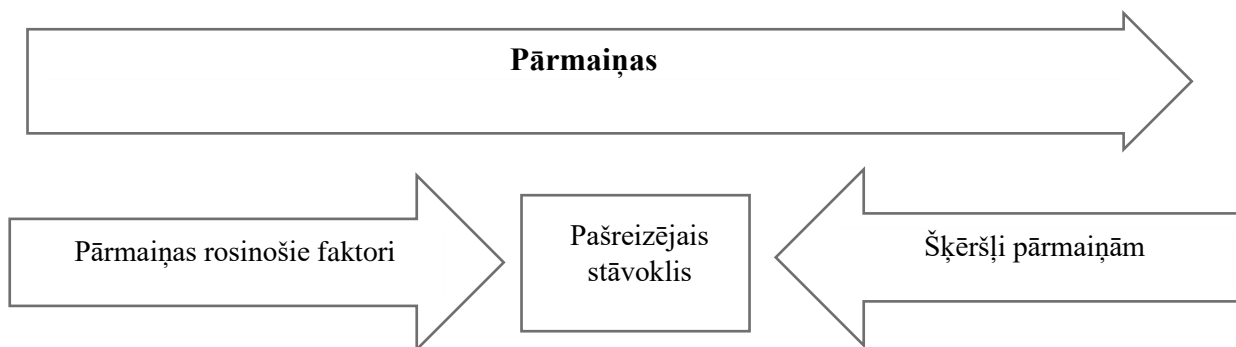 Pārmaiņas
Pārmaiņas rosinošie faktori
Pašreizējais
stāvoklis
Šķēršļi pārmaiņām